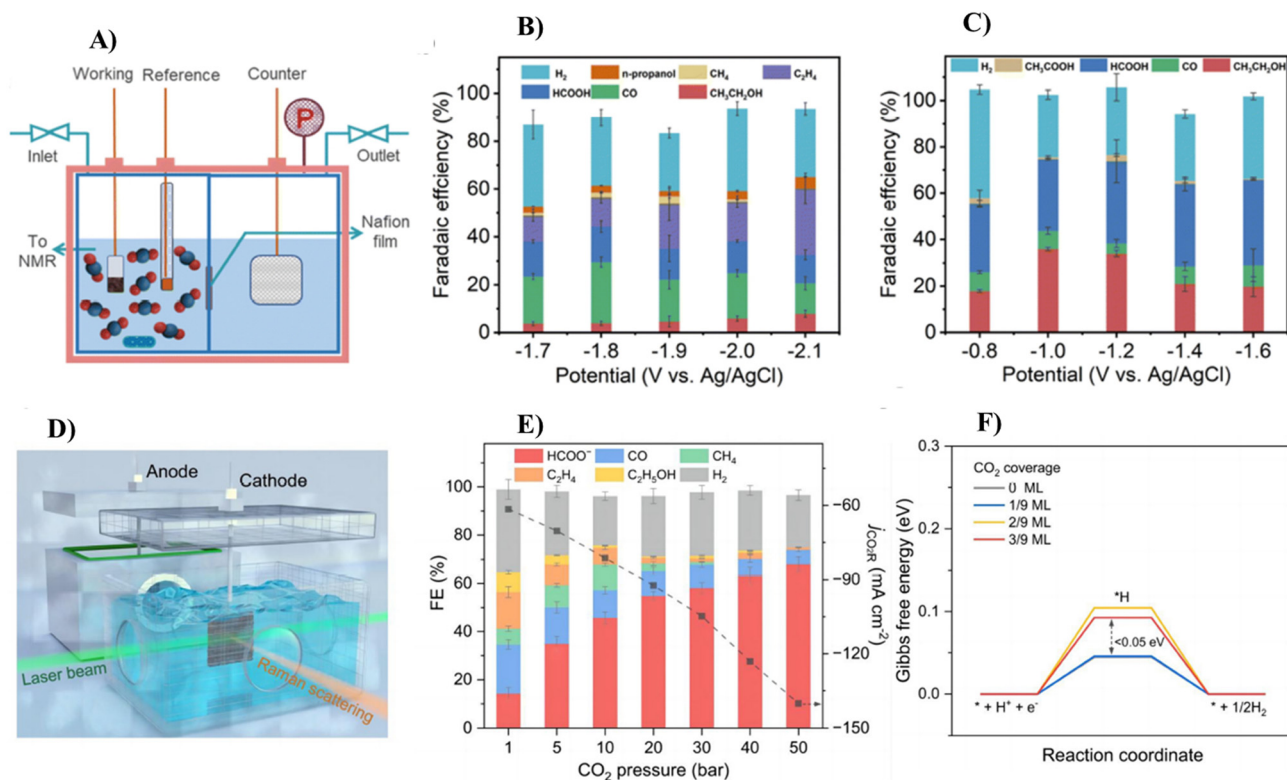 A)
Working Reference Counter
P
Inlet
Outlet
To
NMR
Nafion
film
B)
H₂ n-propanol CH₄ C₂H₄
HCOOH CO CH₃CH₂OH
Faradaic effciency (%)
100
80
60
40
20
0
-1.7 -1.8 -1.9 -2.0 -2.1
Potential (V vs. Ag/AgCl)
C)
H₂ CH₃COOH HCOOH CO CH₃CH₂OH
Faradaic effciency (%)
100
80
60
40
20
0
-0.8 -1.0 -1.2 -1.4 -1.6
Potential (V vs. Ag/AgCl)
D)
Anode
Cathode
Laser beam
Raman scattering
E)
HCOO⁻ CO CH₄
C₂H₄ C₂H₅OH H₂
FE (%)
100
80
60
40
20
0
1 5 10 20 30 40 50
CO₂ pressure (bar)
−60
−90
−120
−150
jCO₂R (mA cm⁻²)
F)
CO₂ coverage
0 ML
1/9 ML
2/9 ML
3/9 ML
Gibbs free energy (eV)
0.3
0.2
0.1
0.0
*H
<0.05 eV
* + H⁺ + e⁻
* + 1/2H₂
Reaction coordinate